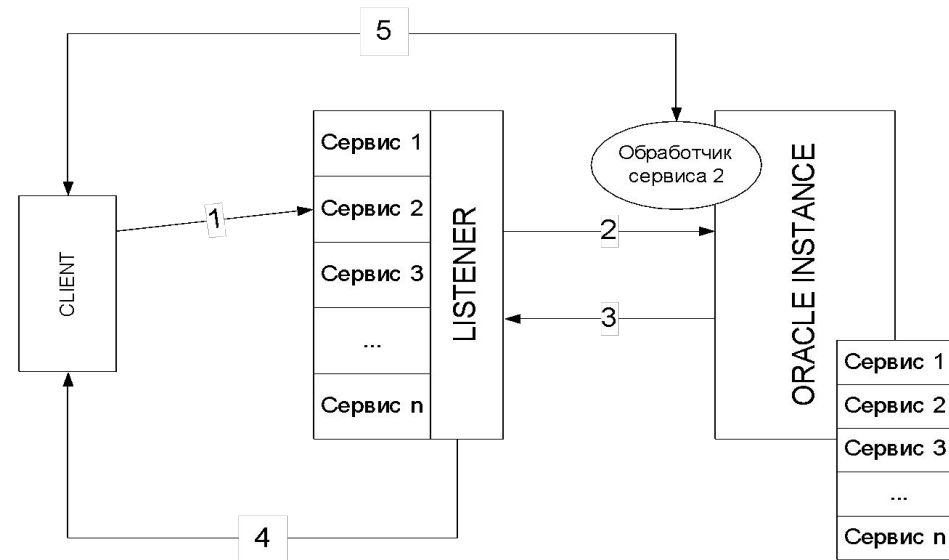 5
Сервис 1
Сервис 2
Сервис 3
...
Сервис n
LISTENER
CLIENT
1
2
3
4
Обработчик
сервиса 2
ORACLE INSTANCE
Сервис 1
Сервис 2
Сервис 3
...
Сервис n